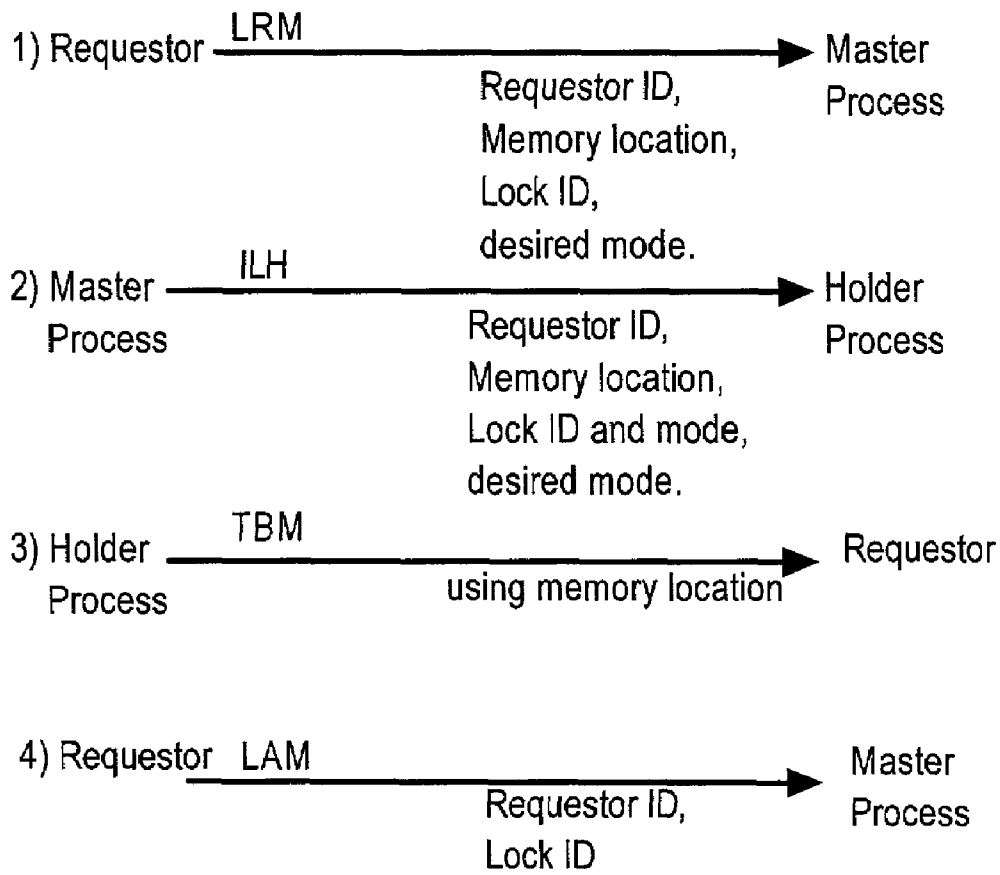 1) Requestor LRM Master
Process
Requestor ID,
Memory location,
Lock ID,
desired mode.
2) Master ILH Holder
Process Process
Requestor ID,
Memory location,
Lock ID and mode,
desired mode.
3) Holder TBM Requestor
Process
using memory location
4) Requestor LAM Master
Process
Requestor ID,
Lock ID